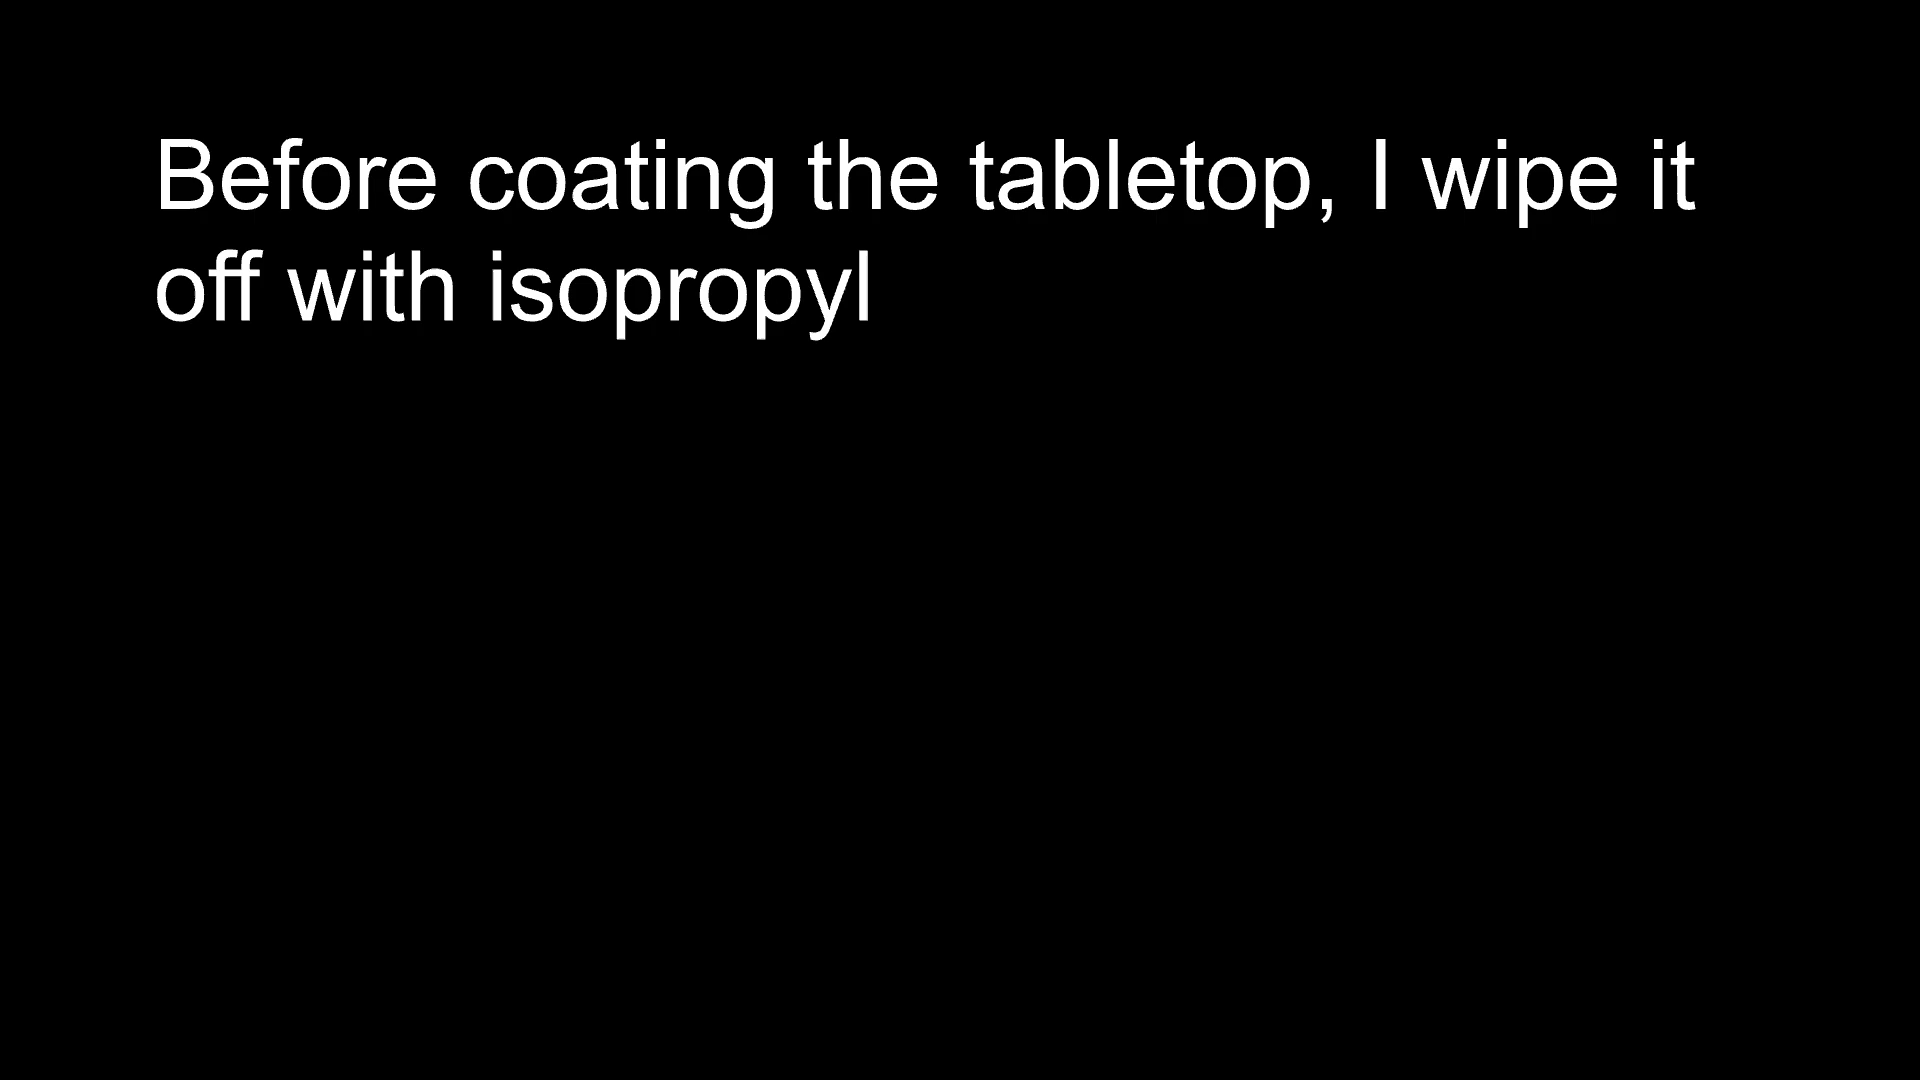 Before coating the tabletop, I wipe it
off with isopropyl